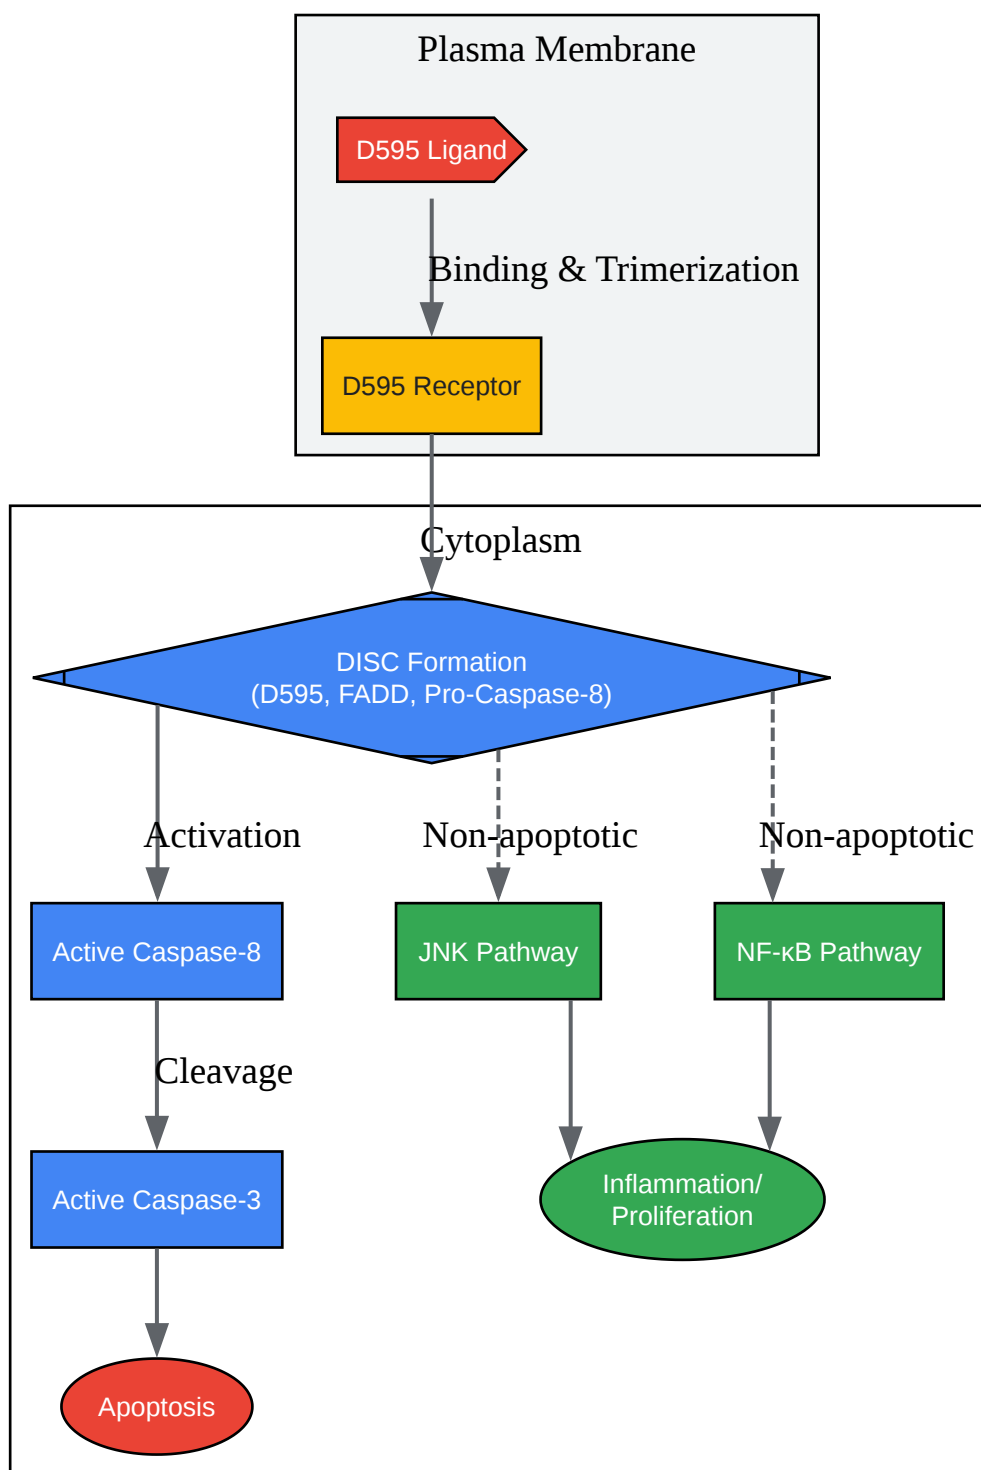 Plasma Membrane
D595 Ligand
Binding & Trimerization
D595 Receptor
Cytoplasm
DISC Formation
(D595, FADD, Pro-Caspase-8)
Activation
Non-apoptotic
Non-apoptotic
Active Caspase-8
JNK Pathway
NF-κB Pathway
Cleavage
Active Caspase-3
Inflammation/
Proliferation
Apoptosis